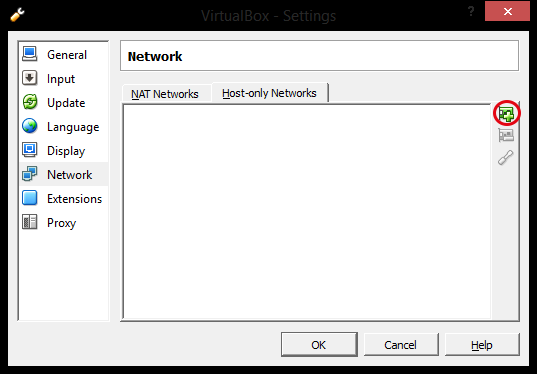 VirtualBox - Settings
?
General
Input
Update
Language
Display
Network
Extensions
Proxy
Network
NAT Networks
Host-only Networks
OK
Cancel
Help